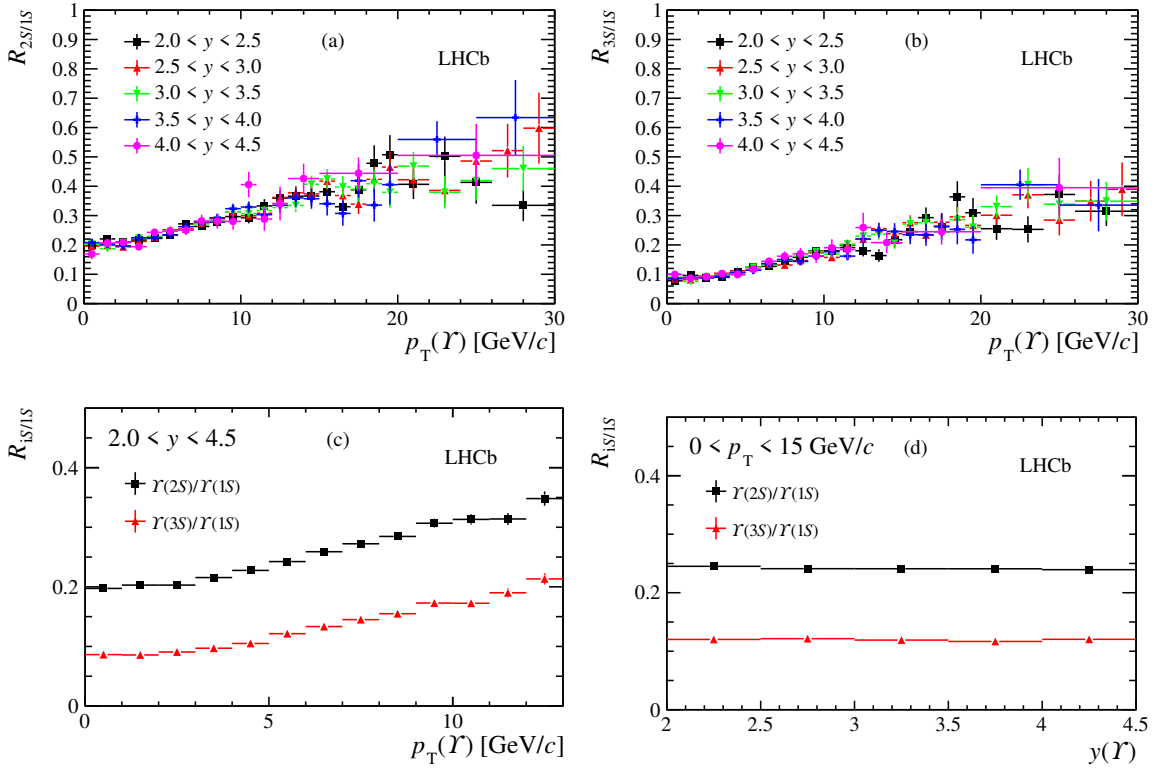 R2S/1S
1
0.9
0.8
0.7
0.6
0.5
0.4
0.3
0.2
0.1
0
(a)
LHCb
2.0 < y < 2.5
2.5 < y < 3.0
3.0 < y < 3.5
3.5 < y < 4.0
4.0 < y < 4.5
0 10 20 30
pT(ϒ) [GeV/c]
R3S/1S
1
0.9
0.8
0.7
0.6
0.5
0.4
0.3
0.2
0.1
0
(b)
LHCb
2.0 < y < 2.5
2.5 < y < 3.0
3.0 < y < 3.5
3.5 < y < 4.0
4.0 < y < 4.5
0 10 20 30
pT(ϒ) [GeV/c]
RiS/1S
0.4
0.2
0
2.0 < y < 4.5 (c)
LHCb
ϒ(2S)/ϒ(1S)
ϒ(3S)/ϒ(1S)
0 5 10
pT(ϒ) [GeV/c]
RiS/1S
0.4
0.2
0
0 < pT < 15 GeV/c (d)
LHCb
ϒ(2S)/ϒ(1S)
ϒ(3S)/ϒ(1S)
2 2.5 3 3.5 4 4.5
y(ϒ)